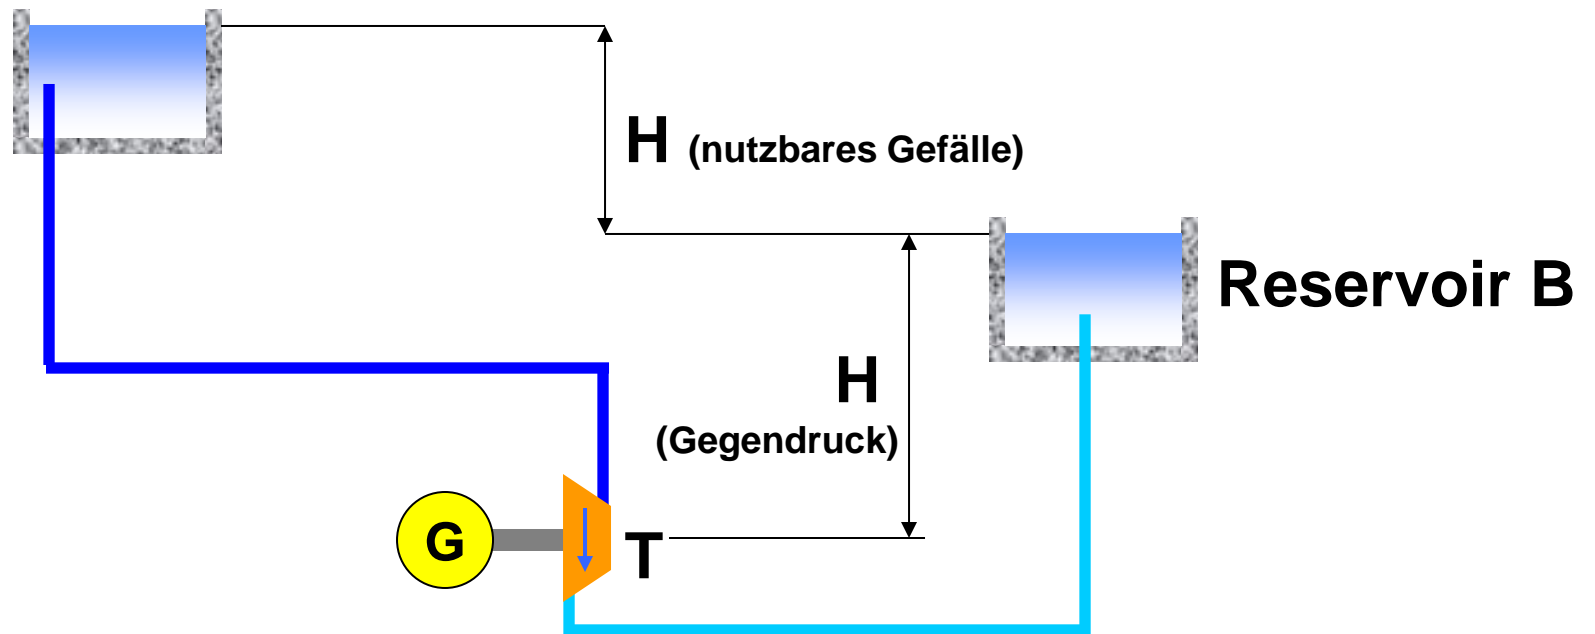 H (nutzbares Gefälle)
Reservoir B
H
(Gegendruck)
G
T